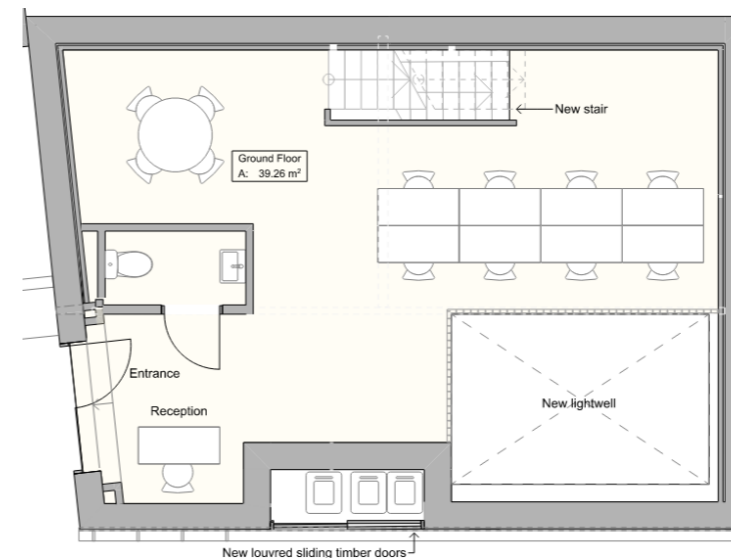 New stair
Ground Floor
A: 39.26 m²
Entrance
Reception
New lightwell
New louvred sliding timber doors